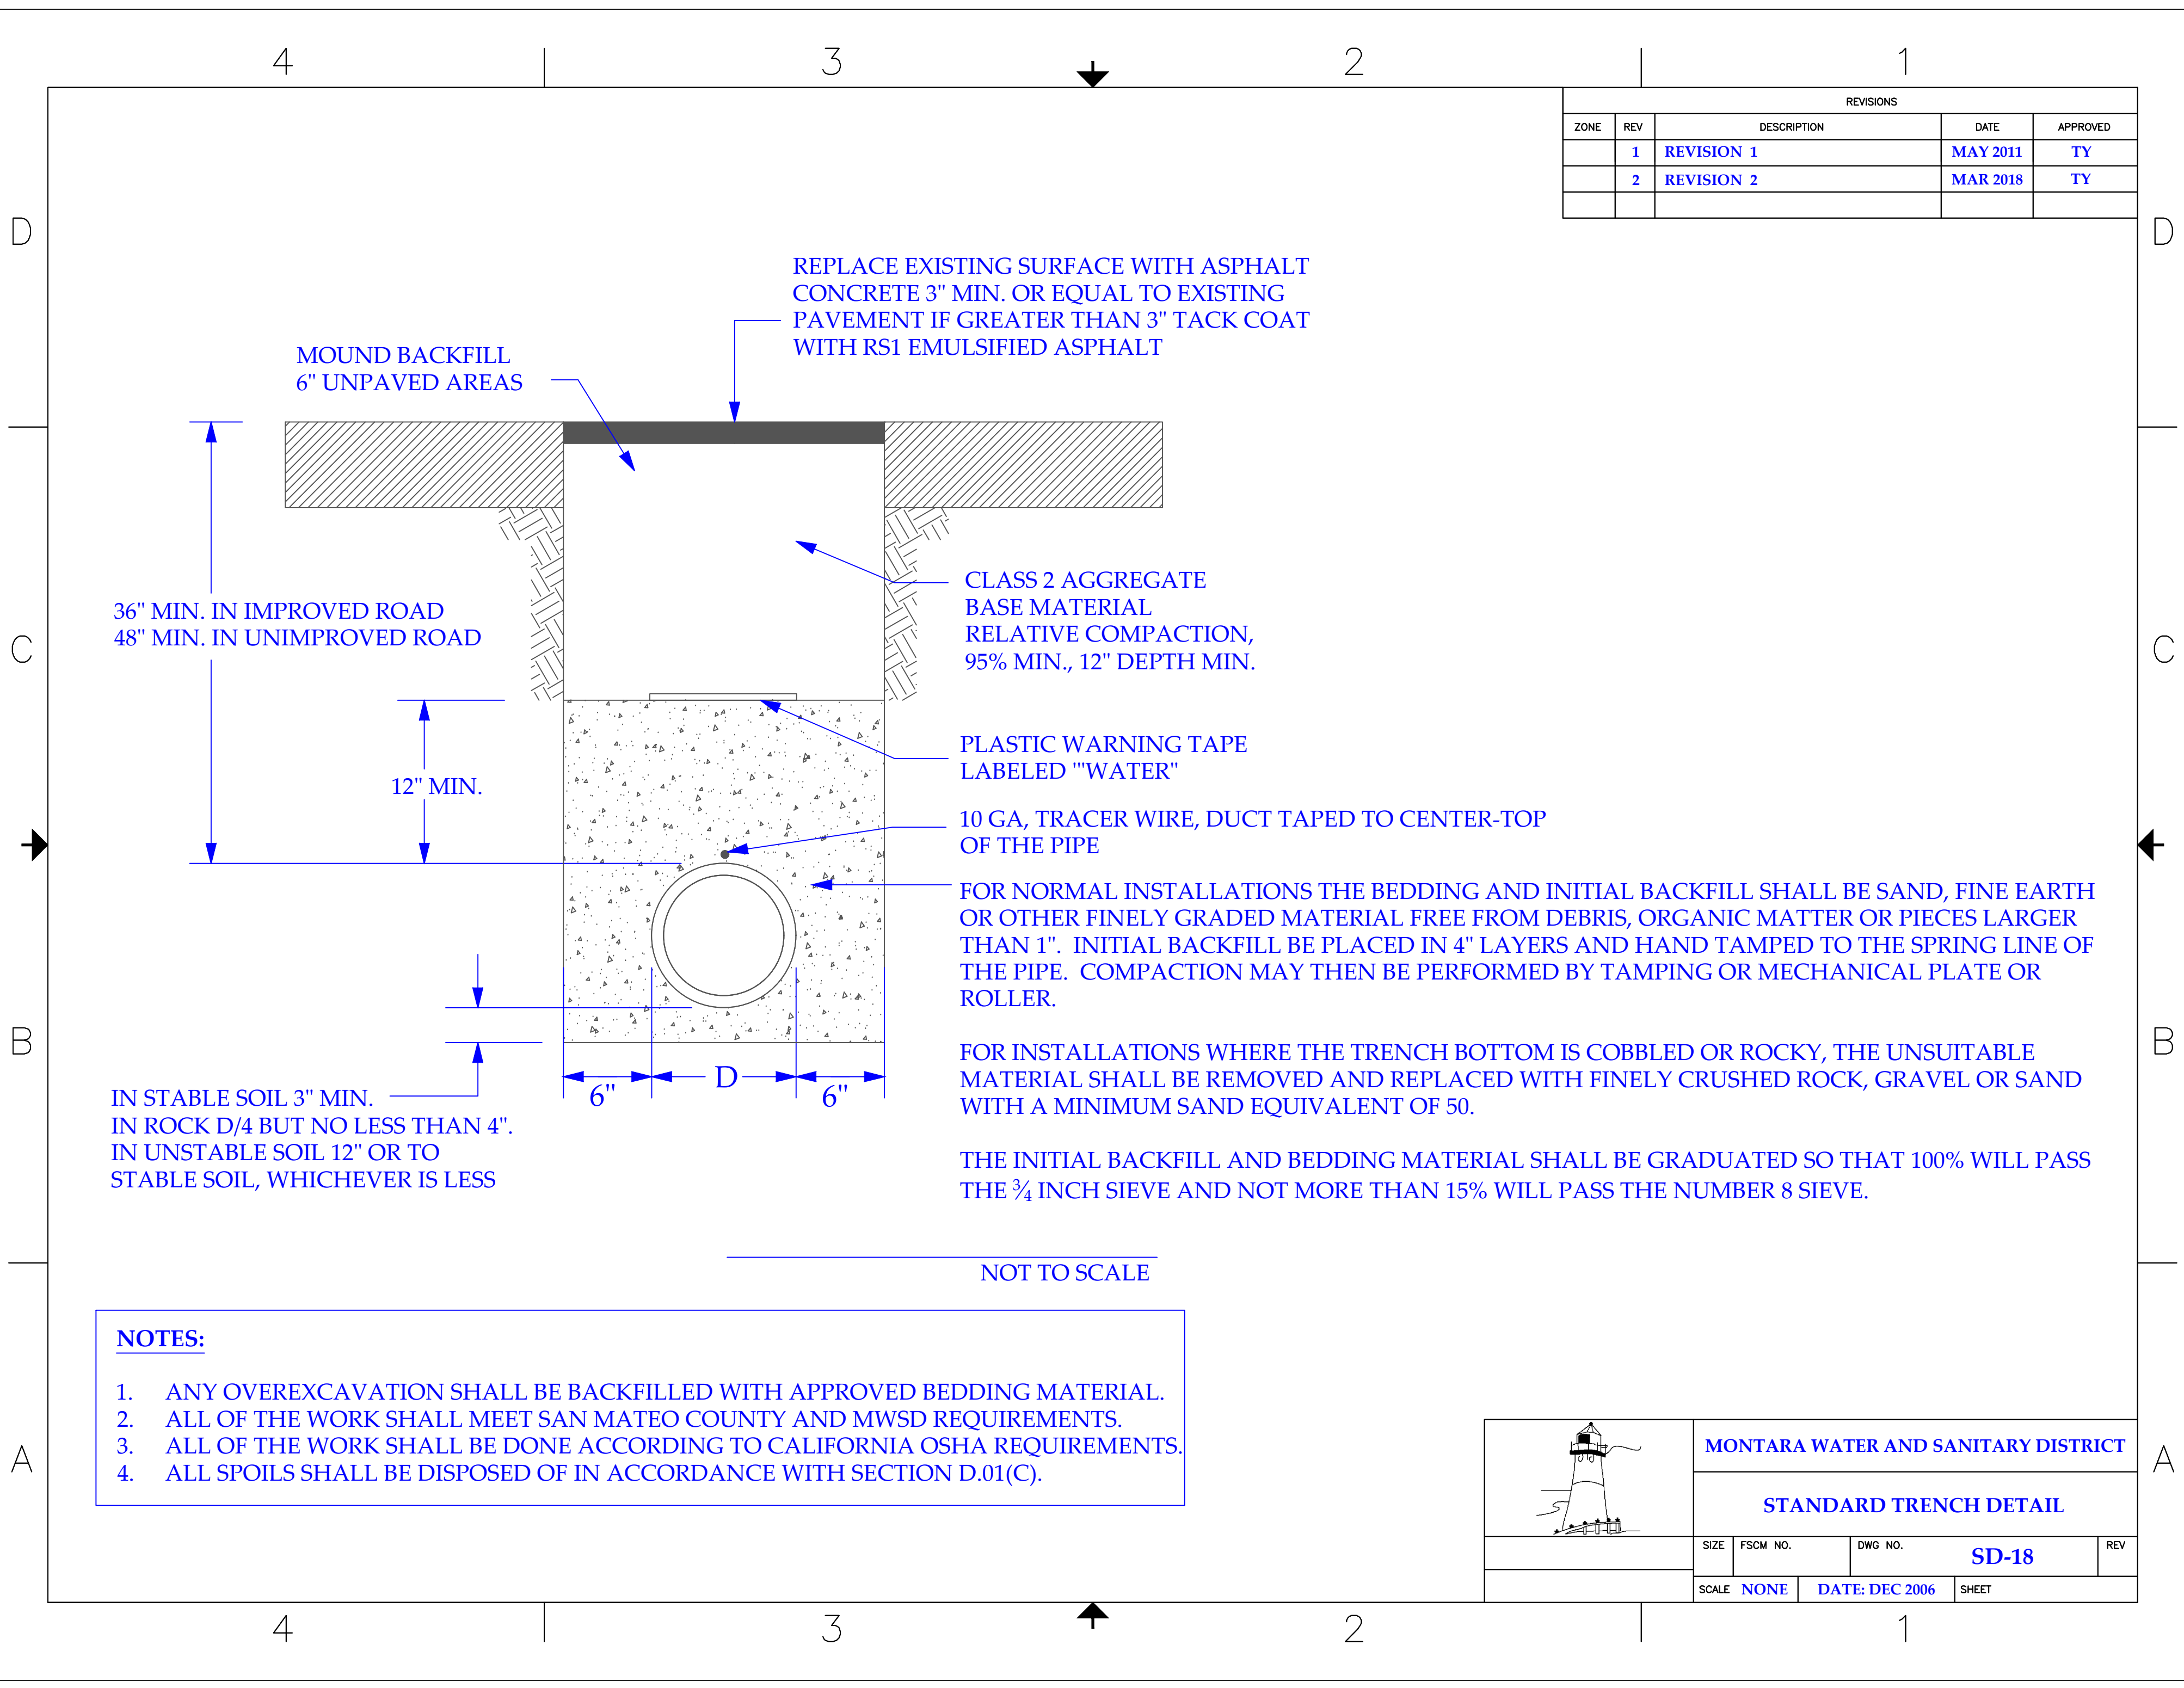 4 3 2 1
REVISIONS
ZONE REV DESCRIPTION DATE APPROVED
1 REVISION 1 MAY 2011 TY
2 REVISION 2 MAR 2018 TY
D D
REPLACE EXISTING SURFACE WITH ASPHALT
CONCRETE 3" MIN. OR EQUAL TO EXISTING
PAVEMENT IF GREATER THAN 3" TACK COAT
WITH RS1 EMULSIFIED ASPHALT
MOUND BACKFILL
6" UNPAVED AREAS
36" MIN. IN IMPROVED ROAD
48" MIN. IN UNIMPROVED ROAD
C C
CLASS 2 AGGREGATE
BASE MATERIAL
RELATIVE COMPACTION,
95% MIN., 12" DEPTH MIN.
12" MIN.
PLASTIC WARNING TAPE
LABELED '"WATER"
10 GA, TRACER WIRE, DUCT TAPED TO CENTER-TOP
OF THE PIPE
FOR NORMAL INSTALLATIONS THE BEDDING AND INITIAL BACKFILL SHALL BE SAND, FINE EARTH
OR OTHER FINELY GRADED MATERIAL FREE FROM DEBRIS, ORGANIC MATTER OR PIECES LARGER
THAN 1". INITIAL BACKFILL BE PLACED IN 4" LAYERS AND HAND TAMPED TO THE SPRING LINE OF
THE PIPE. COMPACTION MAY THEN BE PERFORMED BY TAMPING OR MECHANICAL PLATE OR
ROLLER.
B B
FOR INSTALLATIONS WHERE THE TRENCH BOTTOM IS COBBLED OR ROCKY, THE UNSUITABLE
MATERIAL SHALL BE REMOVED AND REPLACED WITH FINELY CRUSHED ROCK, GRAVEL OR SAND
WITH A MINIMUM SAND EQUIVALENT OF 50.
THE INITIAL BACKFILL AND BEDDING MATERIAL SHALL BE GRADUATED SO THAT 100% WILL PASS
THE ¾ INCH SIEVE AND NOT MORE THAN 15% WILL PASS THE NUMBER 8 SIEVE.
6" D 6"
IN STABLE SOIL 3" MIN.
IN ROCK D/4 BUT NO LESS THAN 4".
IN UNSTABLE SOIL 12" OR TO
STABLE SOIL, WHICHEVER IS LESS
NOT TO SCALE
NOTES:
1. ANY OVEREXCAVATION SHALL BE BACKFILLED WITH APPROVED BEDDING MATERIAL.
2. ALL OF THE WORK SHALL MEET SAN MATEO COUNTY AND MWSD REQUIREMENTS.
3. ALL OF THE WORK SHALL BE DONE ACCORDING TO CALIFORNIA OSHA REQUIREMENTS.
4. ALL SPOILS SHALL BE DISPOSED OF IN ACCORDANCE WITH SECTION D.01(C).
A A
MONTARA WATER AND SANITARY DISTRICT
STANDARD TRENCH DETAIL
SIZE FSCM NO. DWG NO. SD-18 REV
SCALE NONE DATE: DEC 2006 SHEET
4 3 2 1